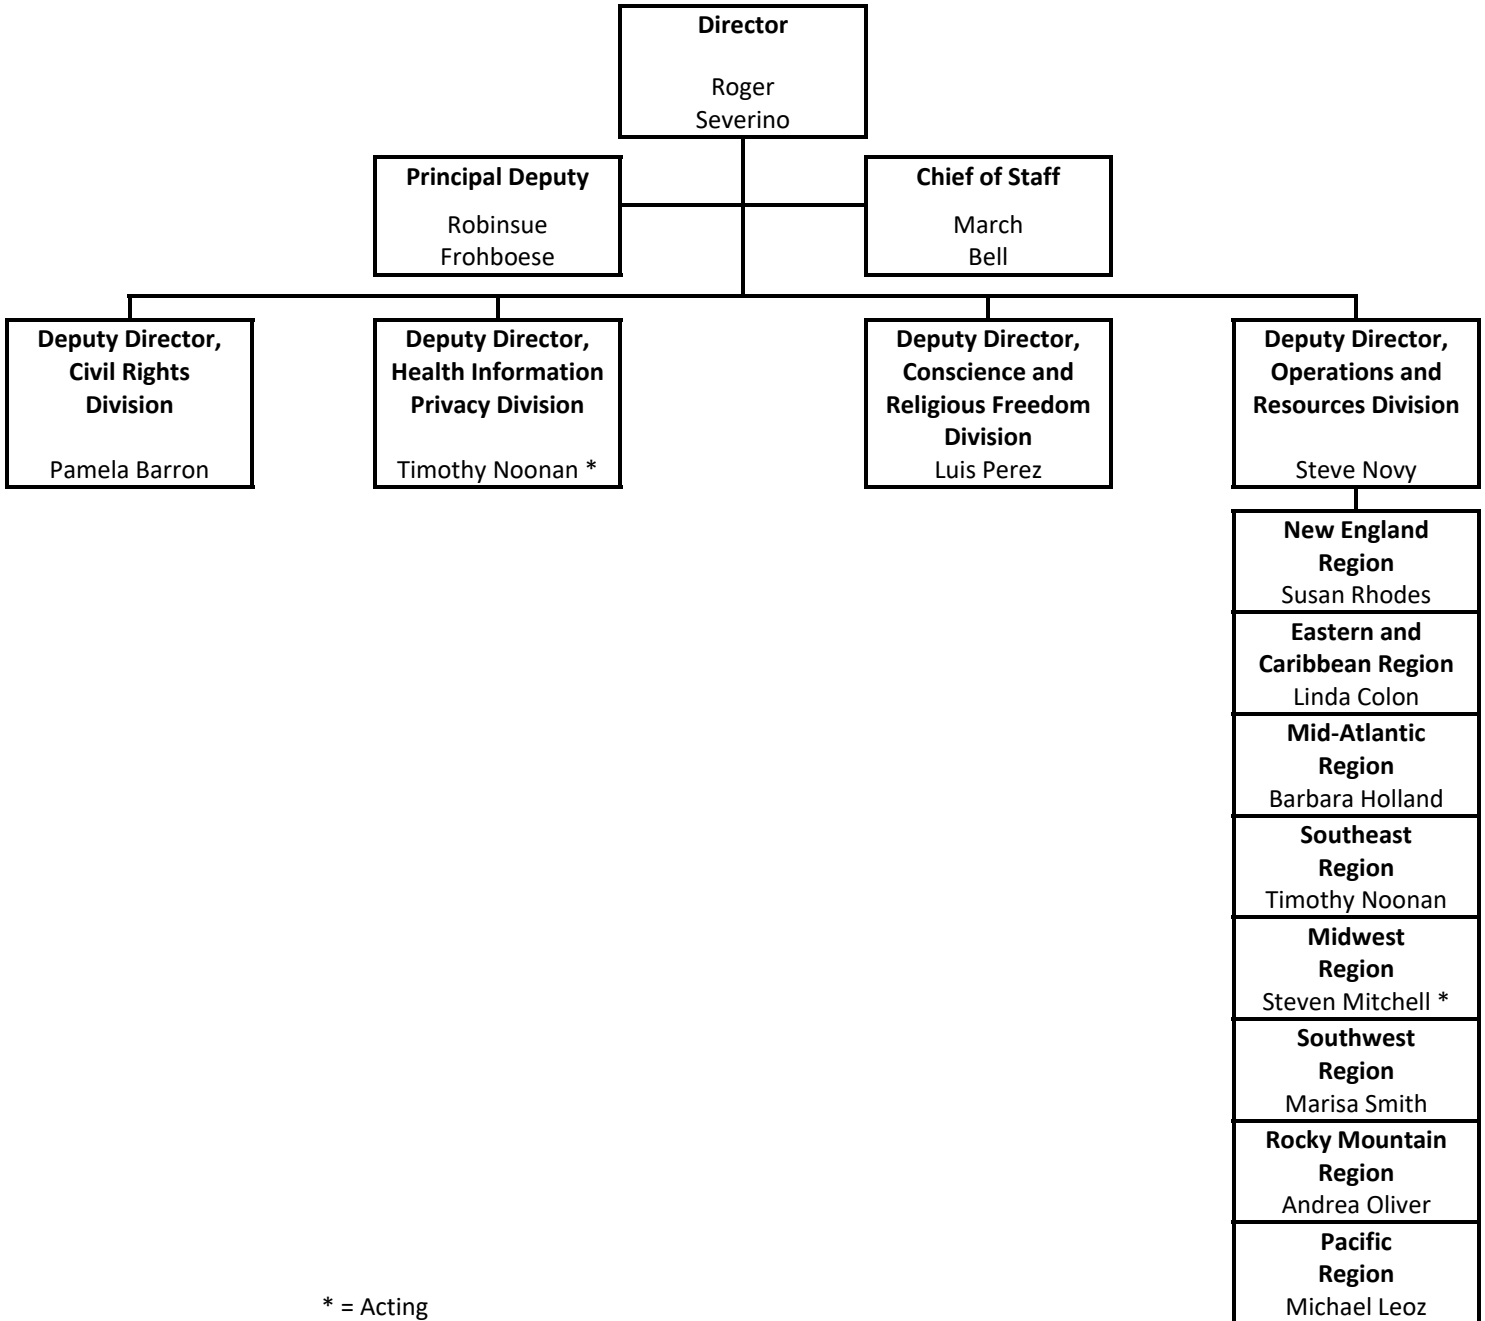 Director
Roger
Severino
Principal Deputy
Robinsue
Frohboese
Chief of Staff
March
Bell
Deputy Director,
Civil Rights
Division
Pamela Barron
Deputy Director,
Health Information
Privacy Division
Timothy Noonan *
Deputy Director,
Conscience and
Religious Freedom
Division
Luis Perez
Deputy Director,
Operations and
Resources Division
Steve Novy
New England
Region
Susan Rhodes
Eastern and
Caribbean Region
Linda Colon
Mid-Atlantic
Region
Barbara Holland
Southeast
Region
Timothy Noonan
Midwest
Region
Steven Mitchell *
Southwest
Region
Marisa Smith
Rocky Mountain
Region
Andrea Oliver
Pacific
Region
Michael Leoz
* = Acting